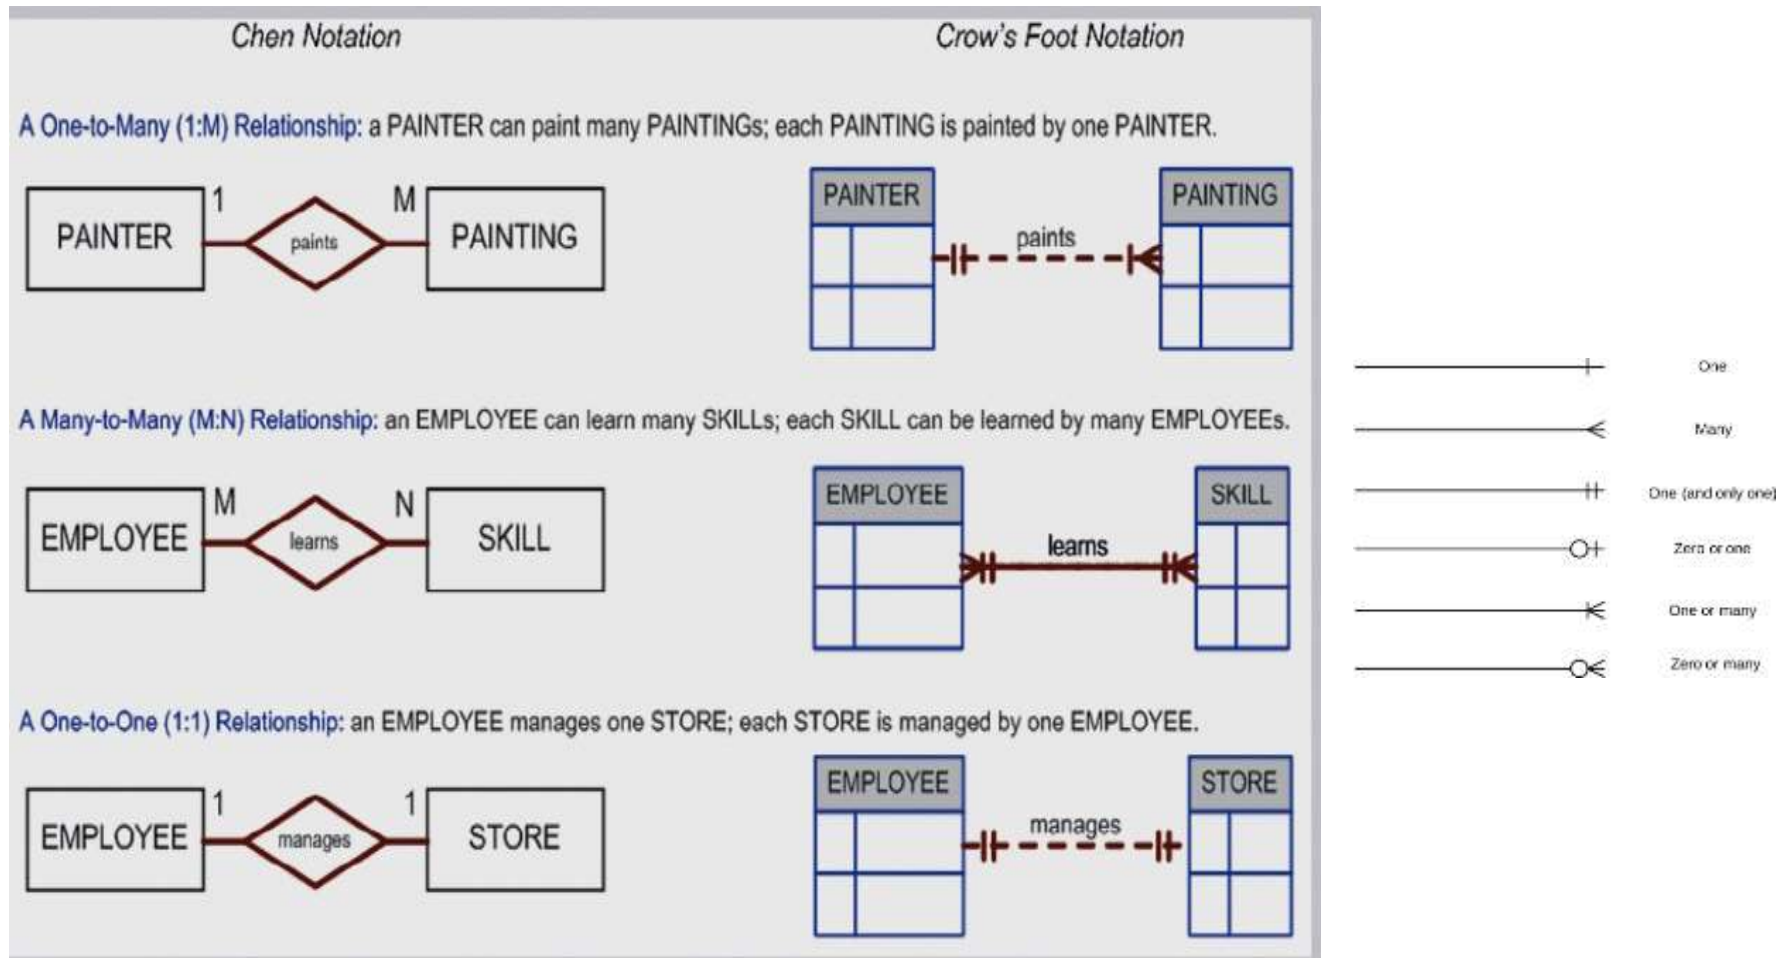 Chen Notation
Crow's Foot Notation
A One-to-Many (1:M) Relationship: a PAINTER can paint many PAINTINGs; each PAINTING is painted by one PAINTER.
PAINTER
1
paints
M
PAINTING
PAINTER
paints
PAINTING
A Many-to-Many (M:N) Relationship: an EMPLOYEE can learn many SKILLs; each SKILL can be learned by many EMPLOYEEs.
EMPLOYEE
M
learns
N
SKILL
EMPLOYEE
learns
SKILL
A One-to-One (1:1) Relationship: an EMPLOYEE manages one STORE; each STORE is managed by one EMPLOYEE.
EMPLOYEE
1
manages
1
STORE
EMPLOYEE
manages
STORE
One
Many
One (and only one)
Zero or one
One or many
Zero or many